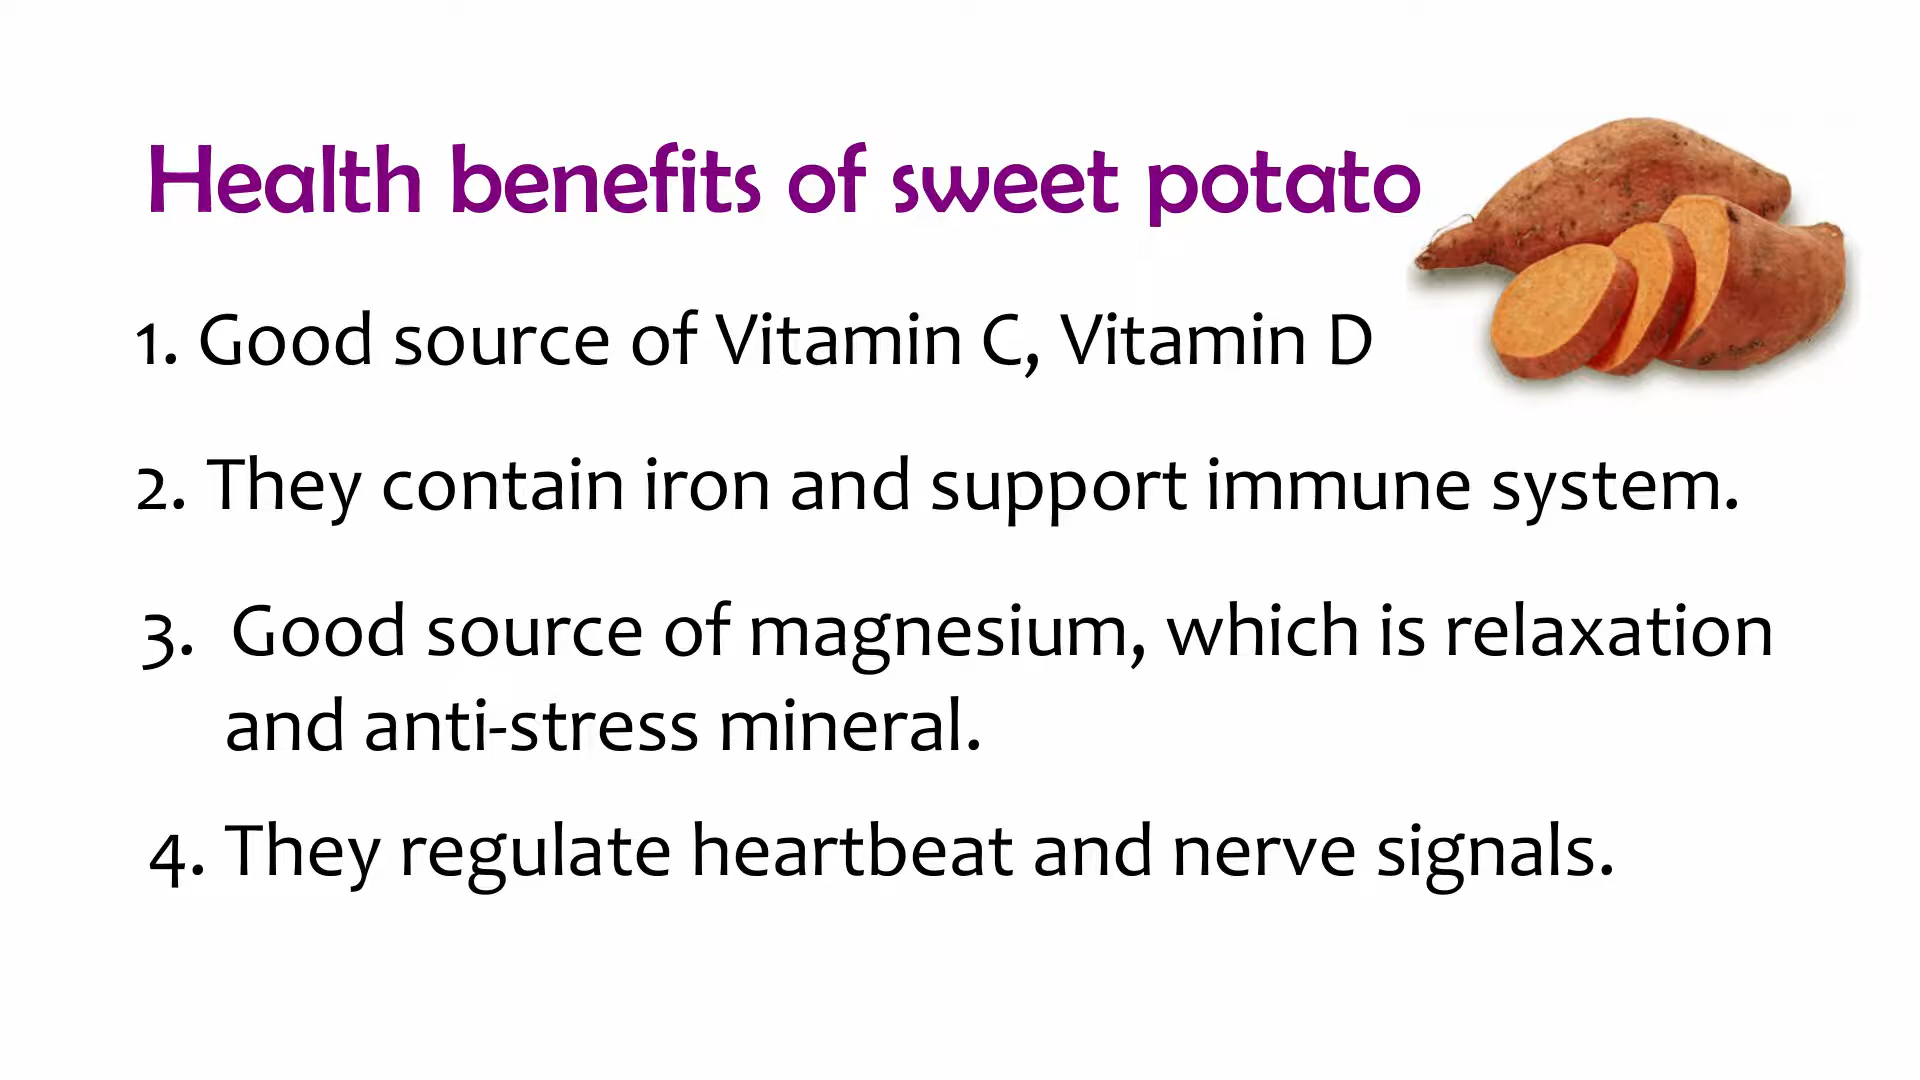 Health benefits of sweet potato
1. Good source of Vitamin C, Vitamin D
2. They contain iron and support immune system.
3. Good source of magnesium, which is relaxation
and anti-stress mineral.
4. They regulate heartbeat and nerve signals.